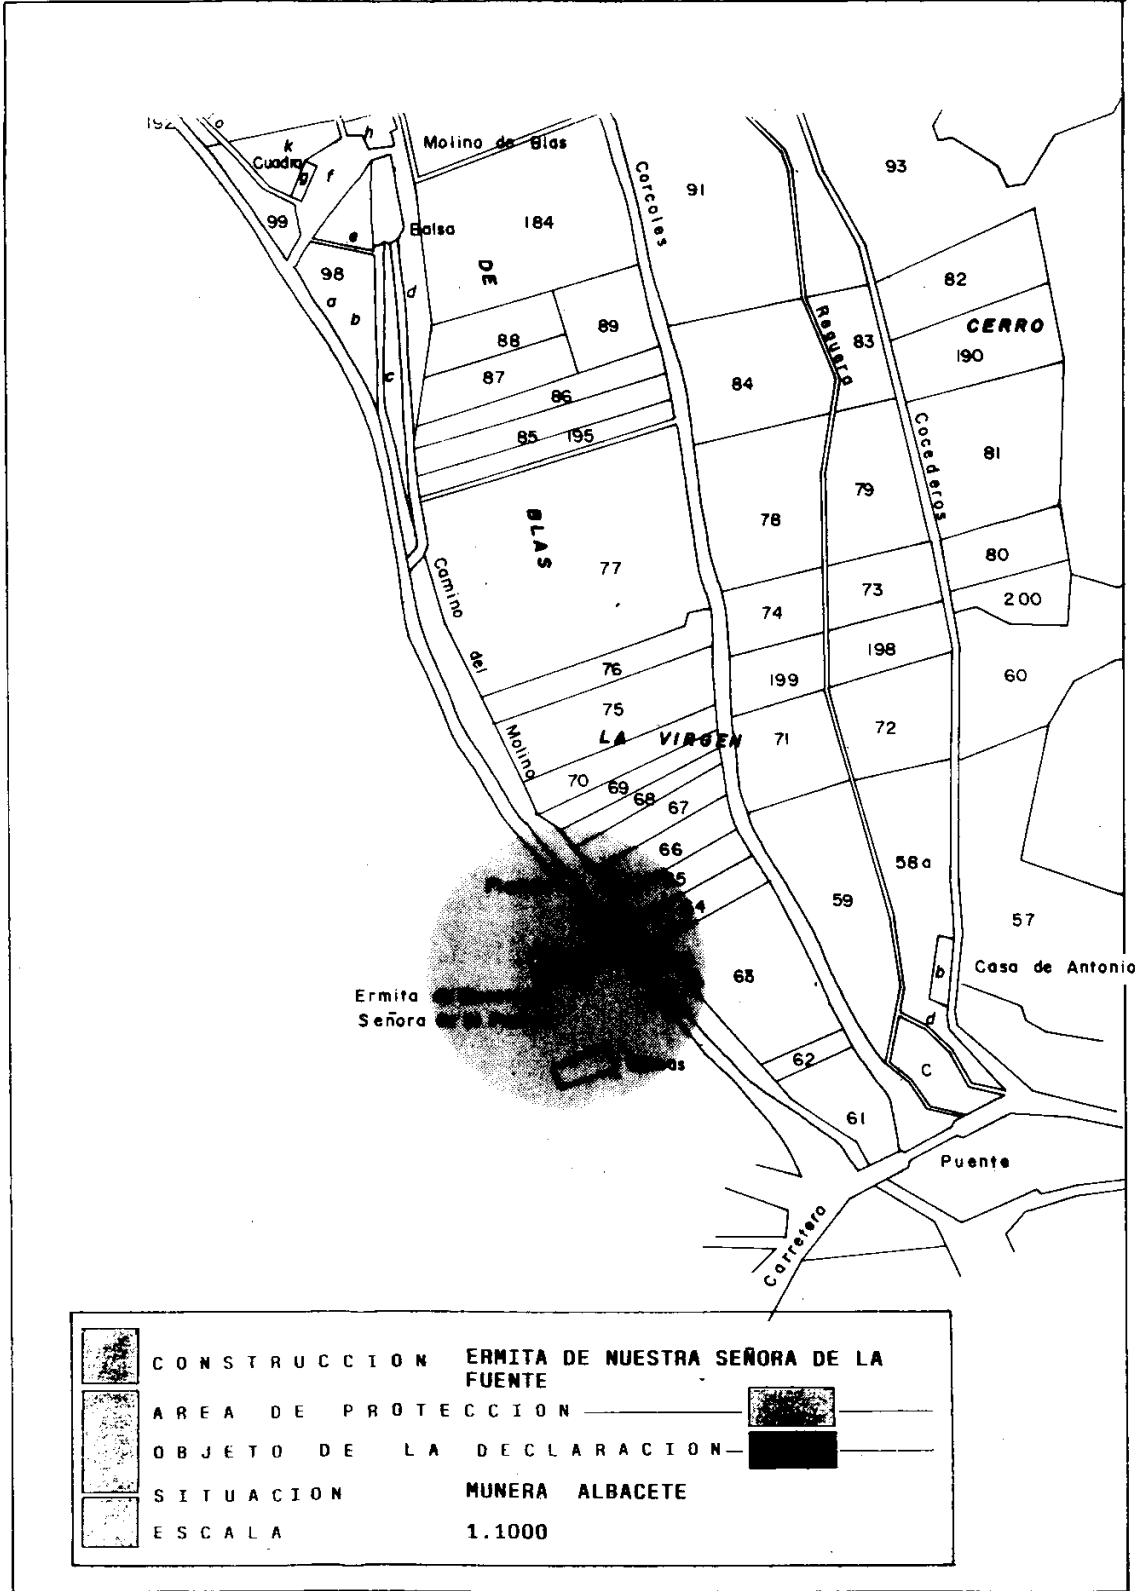 192
o
k
h
Molino de Blas
Cuadra
g
f
93
91
Corcoles
99
Balsa
184
e
DE
98
a
b
d
82
Reguera
83
CERRO
190
88
89
87
84
c
86
85
195
Cocederos
81
79
78
BLAS
77
80
Camino
del
Molino
73
200
74
198
76
199
60
75
72
LA VIRGEN
71
70
69
68
67
66
58a
59
57
63
b
Casa de Antonio
Ermita
Señora
d
62
C
61
Puente
Carretera
CONSTRUCCION ERMITA DE NUESTRA SEÑORA DE LA
FUENTE
AREA DE PROTECCION
OBJETO DE LA DECLARACION
SITUACION MUNERA ALBACETE
ESCALA 1.1000